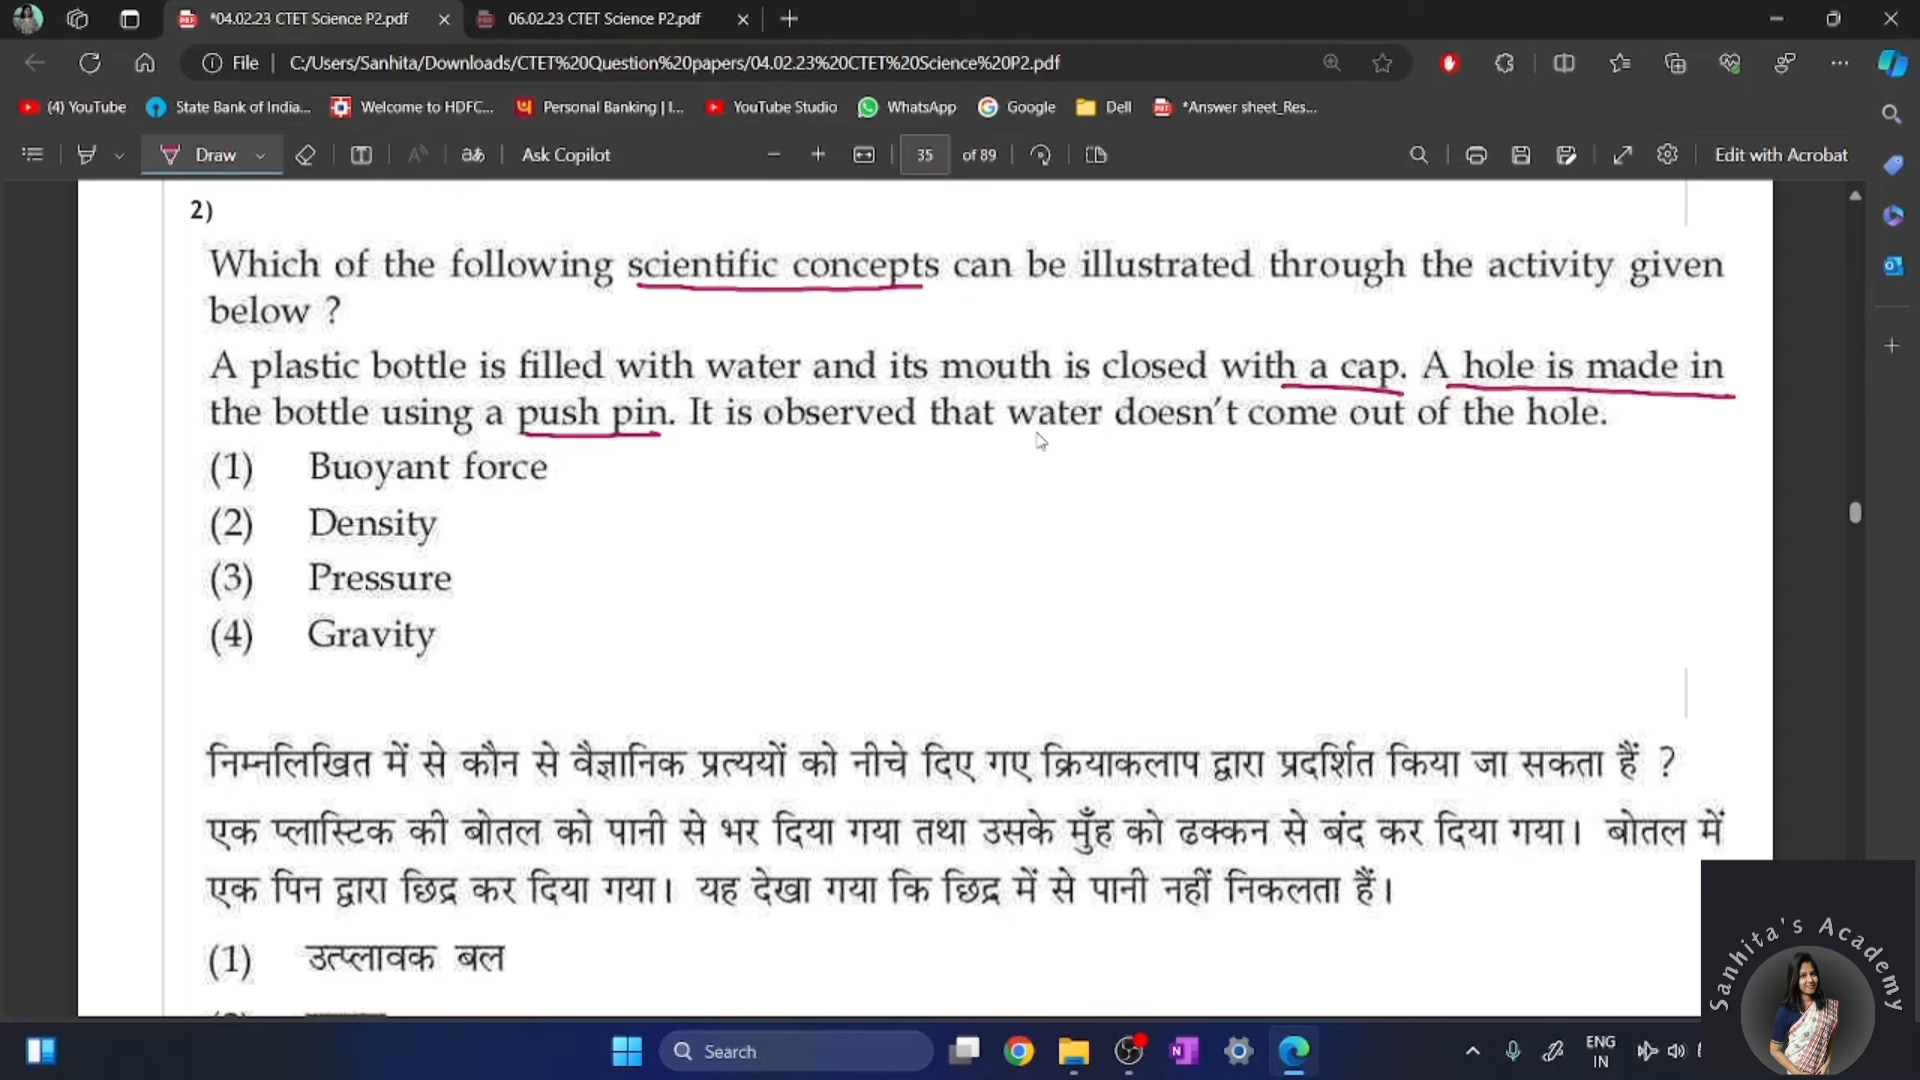 *04.02.23 CTET Science P2.pdf
06.02.23 CTET Science P2.pdf
File
C:/Users/Sanhita/Downloads/CTET%20Question%20papers/04.02.23%20CTET%20Science%20P2.pdf
(4) YouTube
State Bank of India...
Welcome to HDFC...
Personal Banking | I...
YouTube Studio
WhatsApp
Google
Dell
*Answer sheet_Res...
Draw
Ask Copilot
35
of 89
Edit with Acrobat
2)
Which of the following scientific concepts can be illustrated through the activity given
below ?
A plastic bottle is filled with water and its mouth is closed with a cap. A hole is made in
the bottle using a push pin. It is observed that water doesn't come out of the hole.
(1) Buoyant force
(2) Density
(3) Pressure
(4) Gravity
निम्नलिखित में से कौन से वैज्ञानिक प्रत्ययों को नीचे दिए गए क्रियाकलाप द्वारा प्रदर्शित किया जा सकता हैं ?
एक प्लास्टिक की बोतल को पानी से भर दिया गया तथा उसके मुँह को ढक्कन से बंद कर दिया गया। बोतल में
एक पिन द्वारा छिद्र कर दिया गया। यह देखा गया कि छिद्र में से पानी नहीं निकलता हैं।
(1) उत्प्लावक बल
Sanhita's Academy
Search
ENG
IN